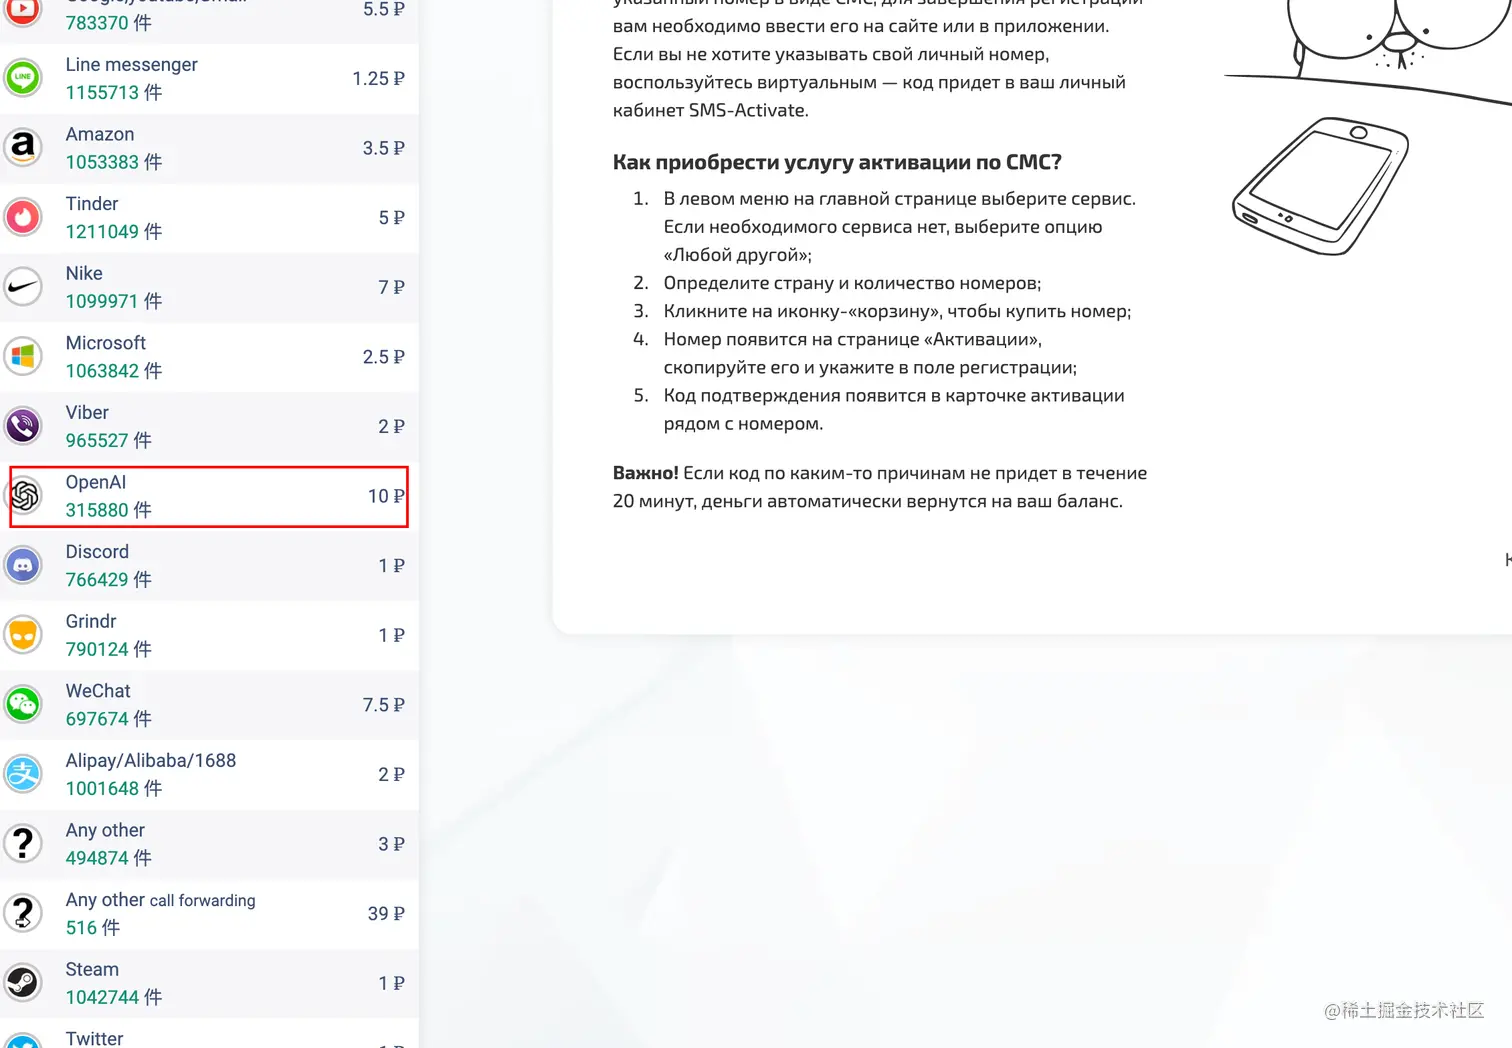 783370 件
5.5 ₽
Line messenger
1155713 件
1.25 ₽
Amazon
1053383 件
3.5 ₽
Tinder
1211049 件
5 ₽
Nike
1099971 件
7 ₽
Microsoft
1063842 件
2.5 ₽
Viber
965527 件
2 ₽
OpenAI
315880 件
10 ₽
Discord
766429 件
1 ₽
Grindr
790124 件
1 ₽
WeChat
697674 件
7.5 ₽
Alipay/Alibaba/1688
1001648 件
2 ₽
Any other
494874 件
3 ₽
Any other call forwarding
516 件
39 ₽
Steam
1042744 件
1 ₽
Twitter
указанный номер в виде СМС, для завершения регистрации
вам необходимо ввести его на сайте или в приложении.
Если вы не хотите указывать свой личный номер,
воспользуйтесь виртуальным — код придет в ваш личный
кабинет SMS-Activate.
Как приобрести услугу активации по СМС?
1. В левом меню на главной странице выберите сервис.
Если необходимого сервиса нет, выберите опцию
«Любой другой»;
2. Определите страну и количество номеров;
3. Кликните на иконку-«корзину», чтобы купить номер;
4. Номер появится на странице «Активации»,
скопируйте его и укажите в поле регистрации;
5. Код подтверждения появится в карточке активации
рядом с номером.
Важно! Если код по каким-то причинам не придет в течение
20 минут, деньги автоматически вернутся на ваш баланс.
@稀土掘金技术社区